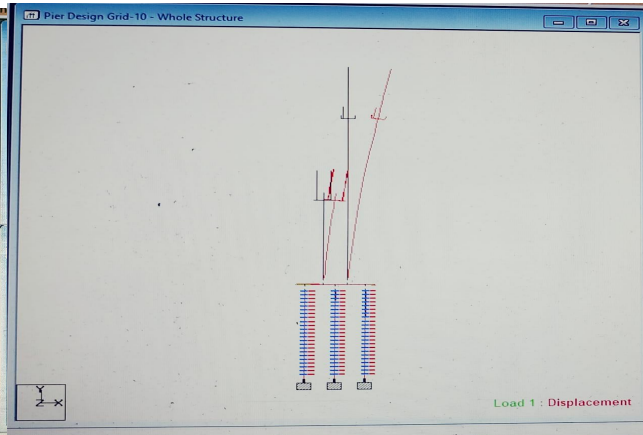 Pier Design Grid-10 - Whole Structure
Y
Z X
Load 1 : Displacement